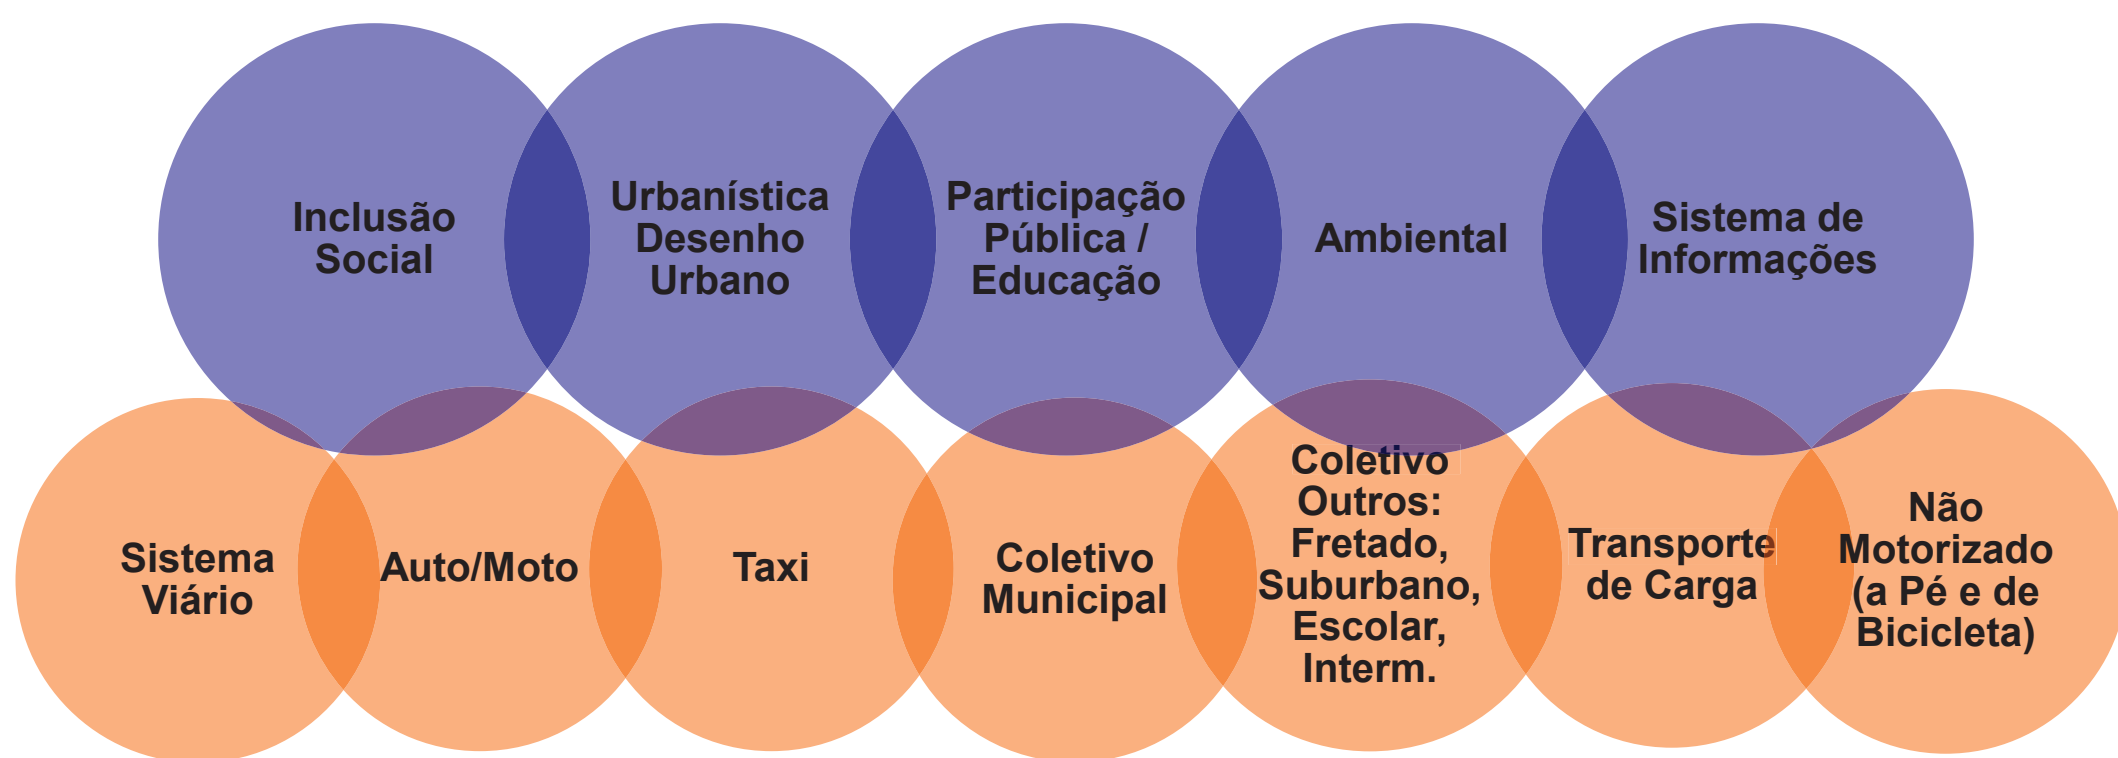 Inclusão
Social
Urbanística
Desenho
Urbano
Participação
Pública /
Educação
Ambiental
Sistema de
Informações
Sistema
Viário
Auto/Moto
Taxi
Coletivo
Municipal
Coletivo
Outros:
Fretado,
Suburbano,
Escolar,
Interm.
Transporte
de Carga
Não
Motorizado
(a Pé e de
Bicicleta)